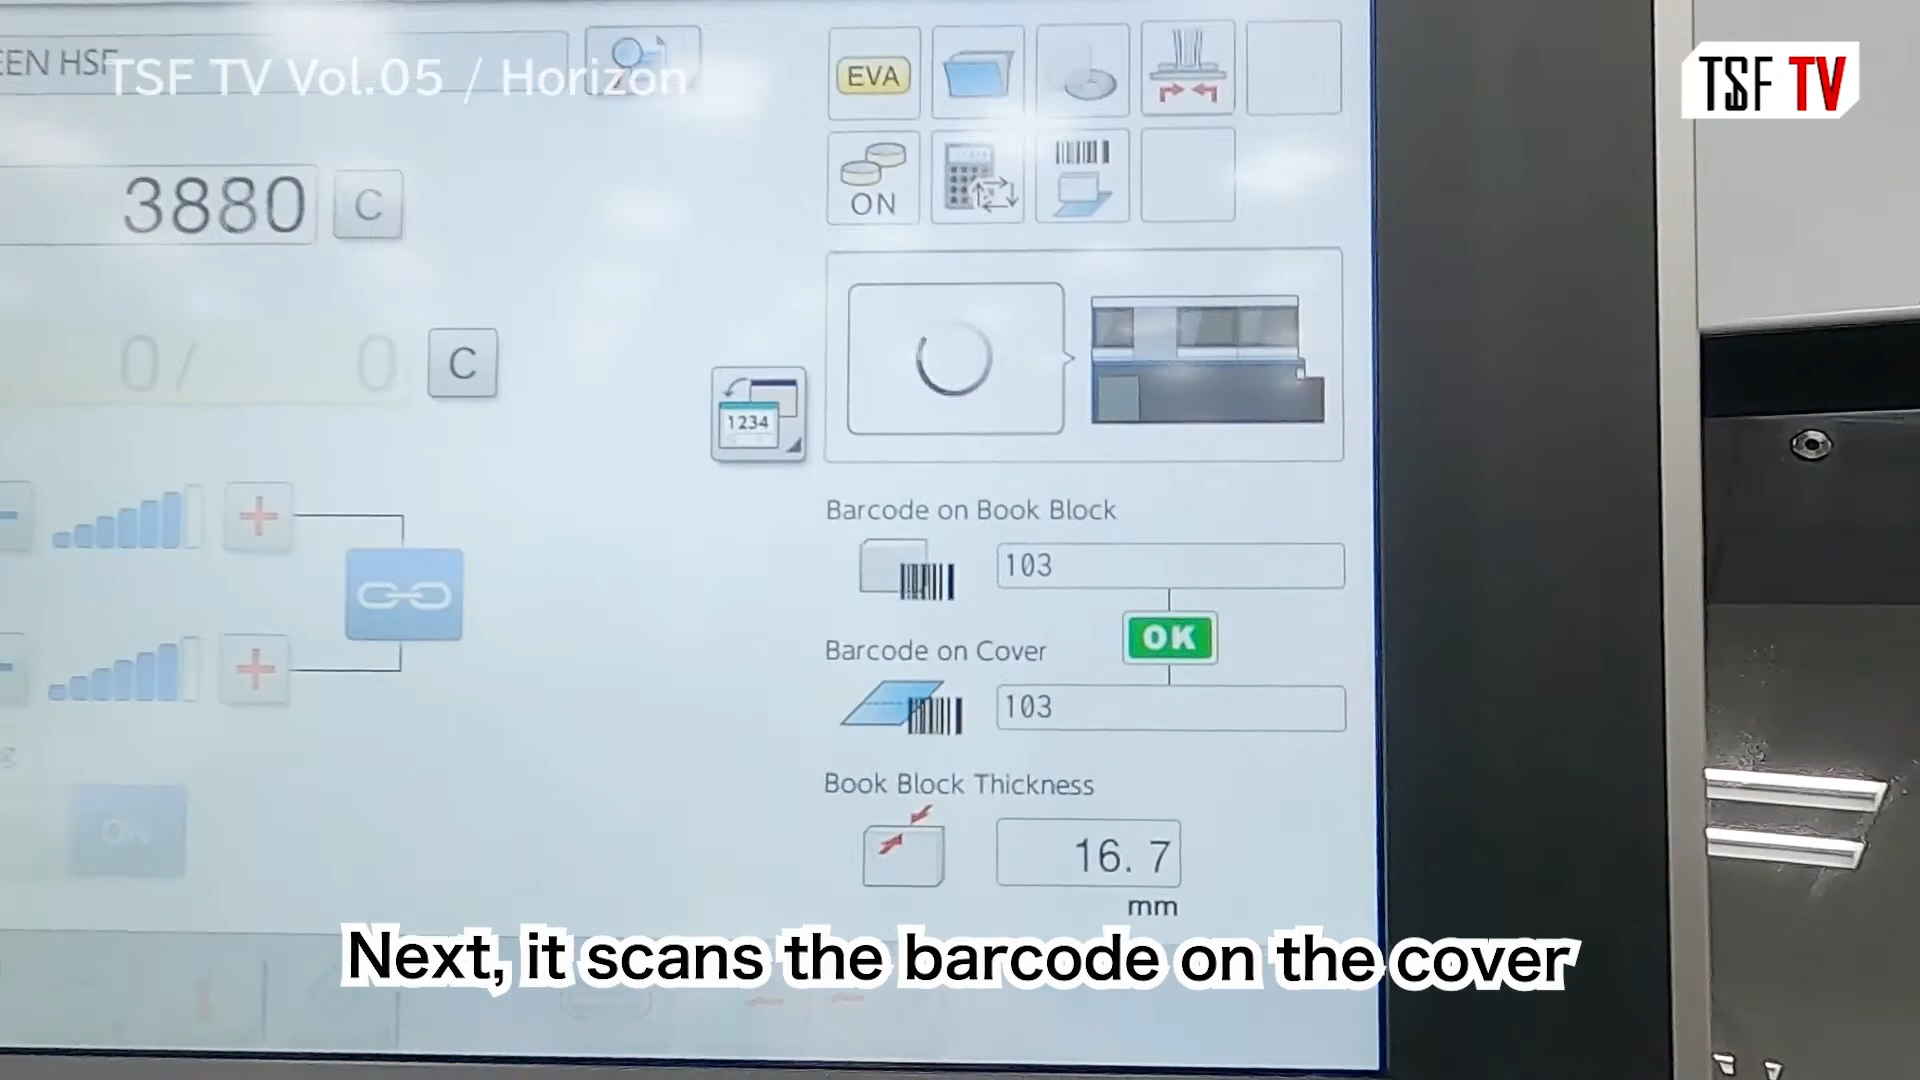 EEN HSF
TSF TV Vol.05 / Horizon
TSF TV
EVA
3880
C
ON
0/ 0
C
1234
Barcode on Book Block
103
OK
Barcode on Cover
103
Book Block Thickness
16.7
mm
ON
Next, it scans the barcode on the cover